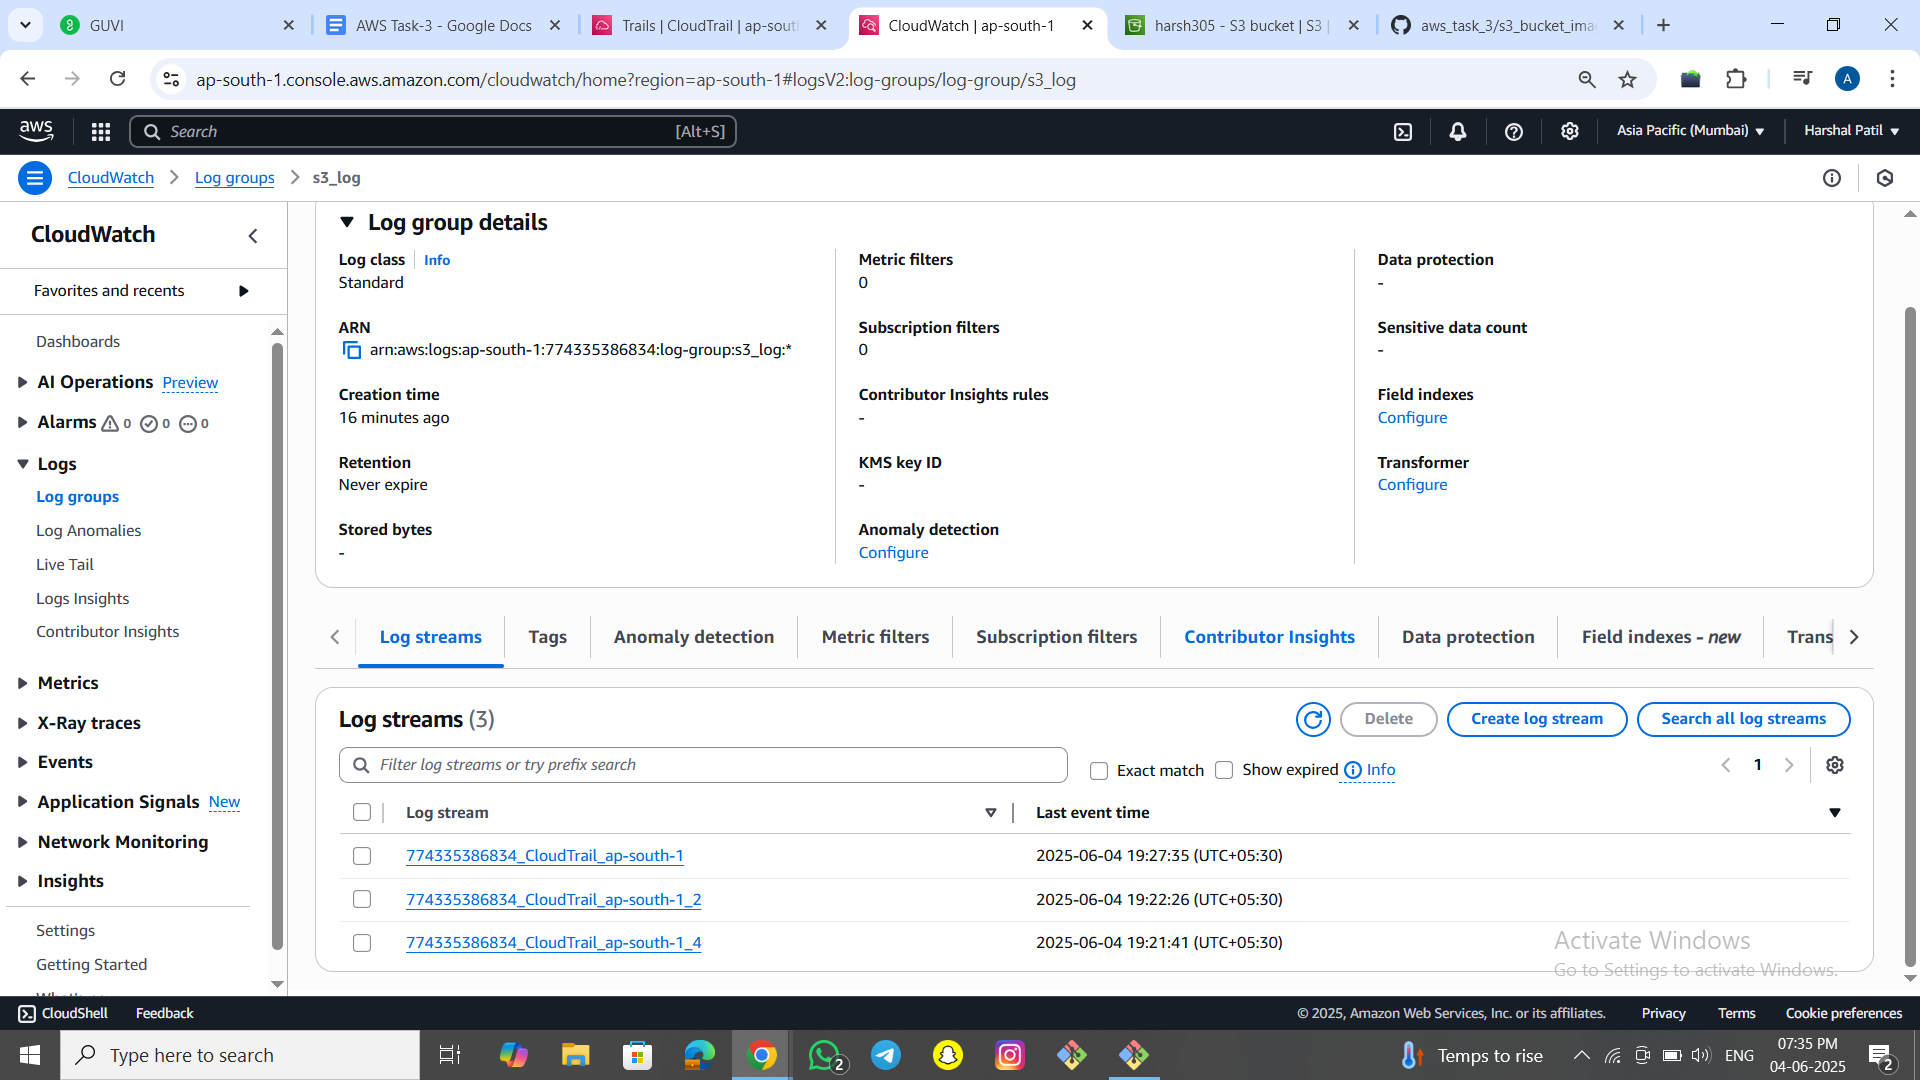 GUVI
AWS Task-3 - Google Docs
Trails | CloudTrail | ap-sout
CloudWatch | ap-south-1
harsh305 - S3 bucket | S3 |
aws_task_3/s3_bucket_ima
ap-south-1.console.aws.amazon.com/cloudwatch/home?region=ap-south-1#logsV2:log-groups/log-group/s3_log
A
aws
Search
[Alt+S]
Asia Pacific (Mumbai)
Harshal Patil
CloudWatch
Log groups
s3_log
CloudWatch
Favorites and recents
Dashboards
AI Operations Preview
Alarms 0 0 0
Logs
Log groups
Log Anomalies
Live Tail
Logs Insights
Contributor Insights
Metrics
X-Ray traces
Events
Application Signals New
Network Monitoring
Insights
Settings
Getting Started
Log group details
Log class Info
Standard
ARN
arn:aws:logs:ap-south-1:774335386834:log-group:s3_log:*
Creation time
16 minutes ago
Retention
Never expire
Stored bytes
-
Metric filters
0
Subscription filters
0
Contributor Insights rules
-
KMS key ID
-
Anomaly detection
Configure
Data protection
-
Sensitive data count
-
Field indexes
Configure
Transformer
Configure
Log streams
Tags
Anomaly detection
Metric filters
Subscription filters
Contributor Insights
Data protection
Field indexes - new
Trans
Log streams (3)
Delete
Create log stream
Search all log streams
Filter log streams or try prefix search
Exact match
Show expired
Info
1
Log stream
Last event time
774335386834_CloudTrail_ap-south-1
2025-06-04 19:27:35 (UTC+05:30)
774335386834_CloudTrail_ap-south-1_2
2025-06-04 19:22:26 (UTC+05:30)
774335386834_CloudTrail_ap-south-1_4
2025-06-04 19:21:41 (UTC+05:30)
Activate Windows
Go to Settings to activate Windows.
CloudShell
Feedback
© 2025, Amazon Web Services, Inc. or its affiliates.
Privacy
Terms
Cookie preferences
Type here to search
2
Temps to rise
ENG
07:35 PM
04-06-2025
2